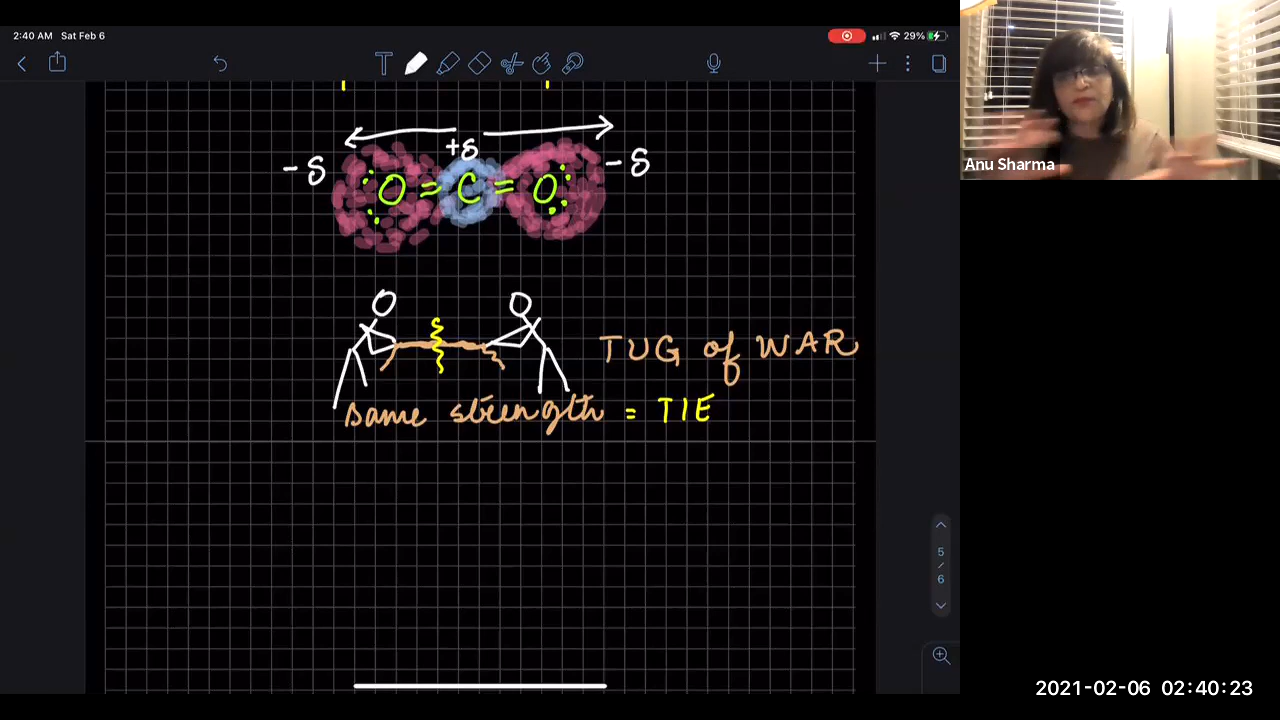 2:40 AM Sat Feb 6
29%
T
Anu Sharma
+δ
-δ
-δ
O = C = O
TUG of WAR
same strength = TIE
5
/
6
2021-02-06 02:40:23